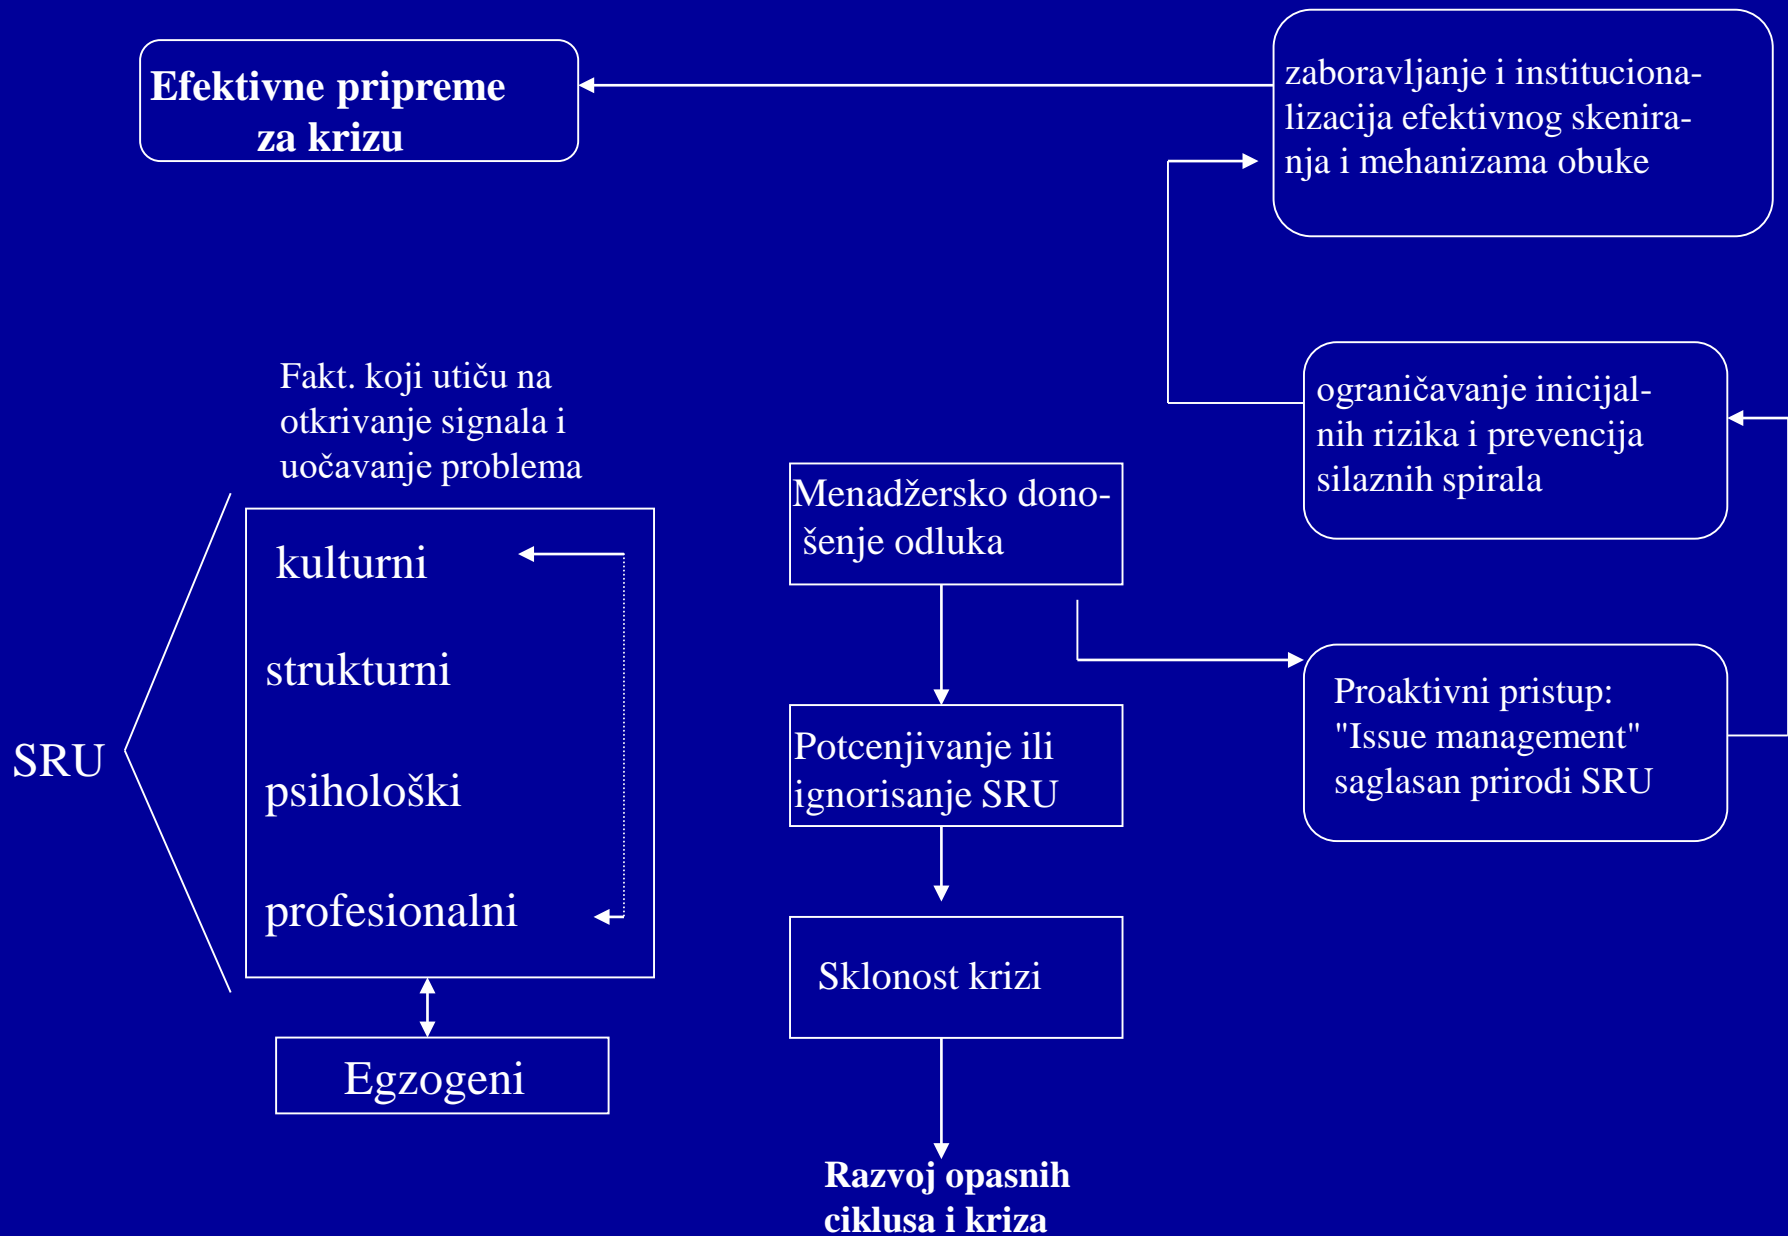 Efektivne pripreme
za krizu
zaboravljanje i instituciona-
lizacija efektivnog skenira-
nja i mehanizama obuke
Fakt. koji utiču na
otkrivanje signala i
uočavanje problema
ograničavanje inicijal-
nih rizika i prevencija
silaznih spirala
Menadžersko dono-
šenje odluka
kulturni
strukturni
psihološki
profesionalni
SRU
Potcenjivanje ili
ignorisanje SRU
Proaktivni pristup:
"Issue management"
saglasan prirodi SRU
Sklonost krizi
Egzogeni
Razvoj opasnih
ciklusa i kriza